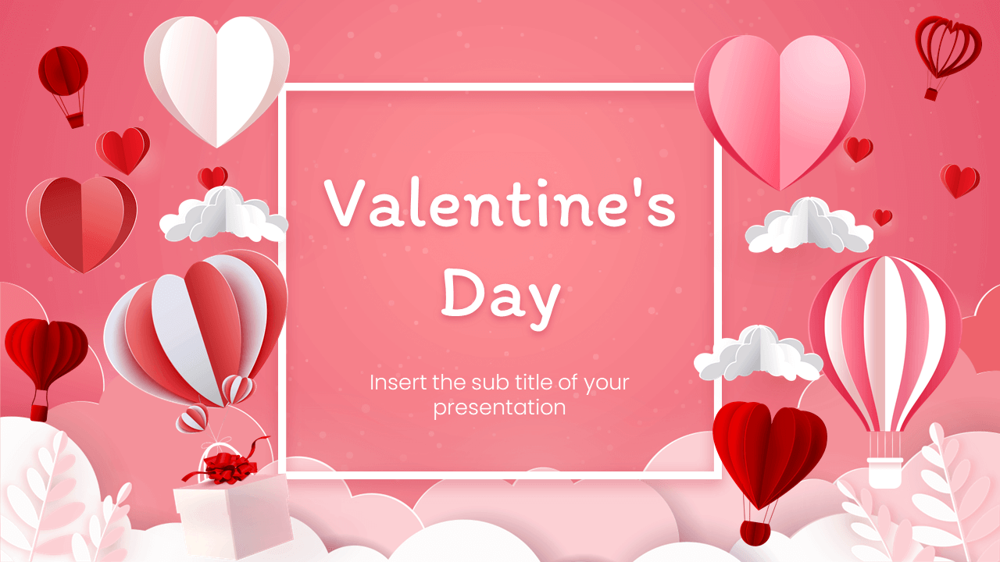 Valentine's
Day
Insert the sub title of your
presentation